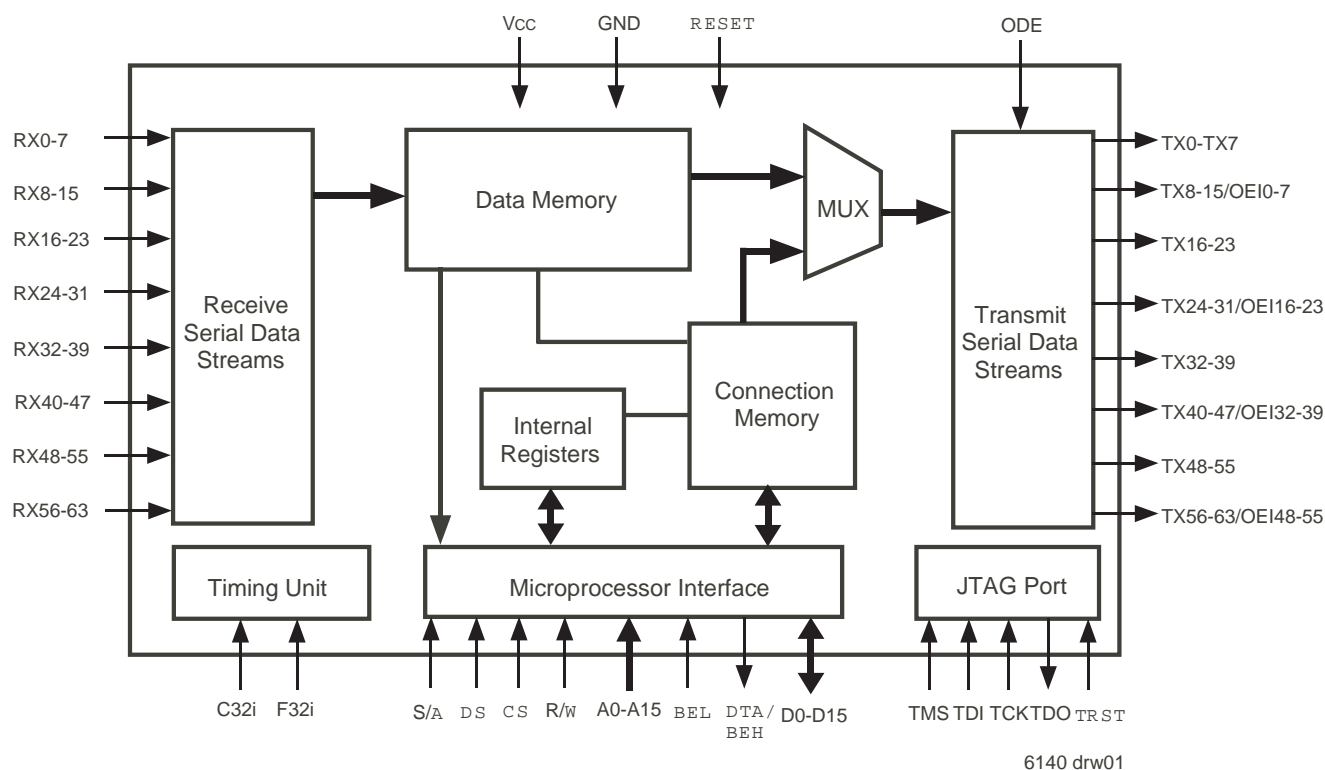 Vcc GND RESET ODE
RX0-7
RX8-15
RX16-23
RX24-31
RX32-39
RX40-47
RX48-55
RX56-63
Receive
Serial Data
Streams
Data Memory
MUX
Connection
Memory
Internal
Registers
Transmit
Serial Data
Streams
TX0-TX7
TX8-15/OEI0-7
TX16-23
TX24-31/OEI16-23
TX32-39
TX40-47/OEI32-39
TX48-55
TX56-63/OEI48-55
Timing Unit
Microprocessor Interface
JTAG Port
C32i F32i
S/A DS CS R/W A0-A15 BEL DTA/ D0-D15
BEH
TMS TDI TCK TDO TRST
6140 drw01